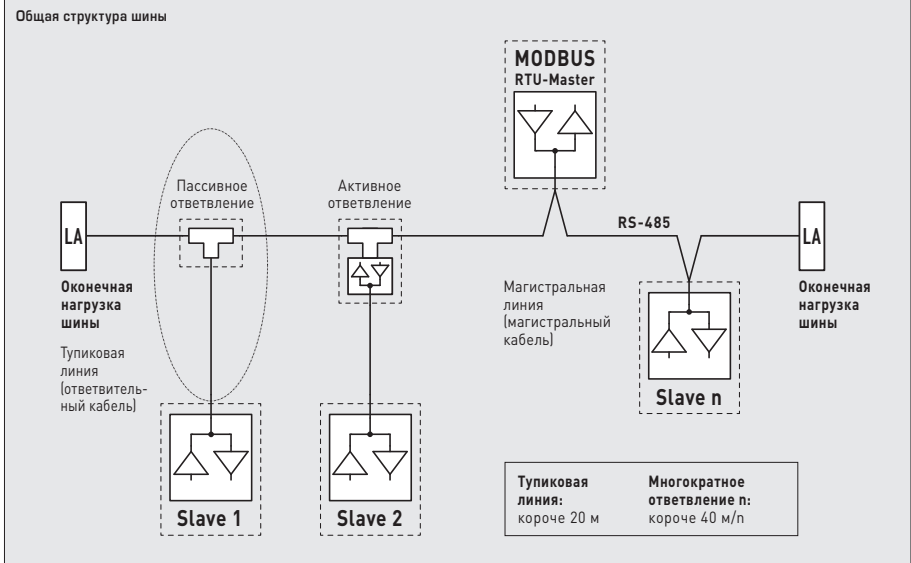 Общая структура шины
MODBUS
RTU-Master
Пассивное
ответвление
Активное
ответвление
RS-485
LA
LA
Оконечная
нагрузка
шины
Тупиковая
линия
(ответвитель-
ный кабель)
Магистральная
линия
(магистральный
кабель)
Оконечная
нагрузка
шины
Slave n
Slave 1
Slave 2
Тупиковая
линия:
короче 20 м
Многократное
ответвление n:
короче 40 м/n